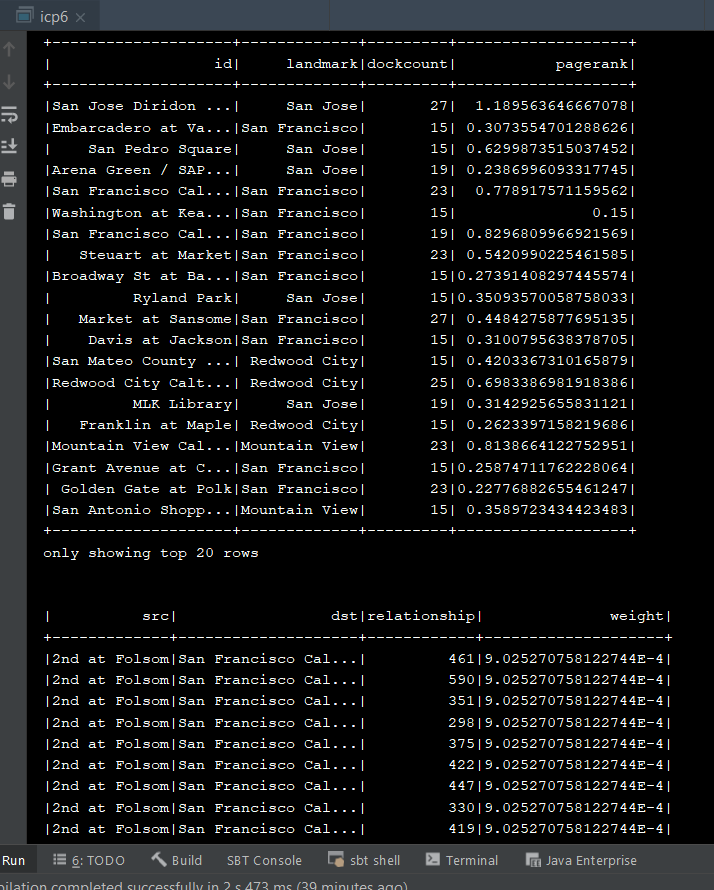 icp6
+--------------------+-------------+---------+-------------------+
|                  id|     landmark|dockcount|           pagerank|
+--------------------+-------------+---------+-------------------+
|San Jose Diridon ...|     San Jose|       27|  1.189563646667078|
|Embarcadero at Va...|San Francisco|       15| 0.3073554701288626|
|    San Pedro Square|     San Jose|       15| 0.6299873515037452|
|Arena Green / SAP...|     San Jose|       19| 0.2386996093317745|
|San Francisco Cal...|San Francisco|       23|  0.778917571159562|
|Washington at Kea...|San Francisco|       15|               0.15|
|San Francisco Cal...|San Francisco|       19| 0.8296809966921569|
|   Steuart at Market|San Francisco|       23| 0.5420990225461585|
|Broadway St at Ba...|San Francisco|       15|0.27391408297445574|
|         Ryland Park|     San Jose|       15|0.35093570058758033|
|   Market at Sansome|San Francisco|       27| 0.4484275877695135|
|    Davis at Jackson|San Francisco|       15| 0.3100795638378705|
|San Mateo County ...| Redwood City|       15| 0.4203367310165879|
|Redwood City Calt...| Redwood City|       25| 0.6983386981918386|
|         MLK Library|     San Jose|       19| 0.3142925655831121|
|   Franklin at Maple| Redwood City|       15| 0.2623397158219686|
|Mountain View Cal...|Mountain View|       23| 0.8138664122752951|
|Grant Avenue at C...|San Francisco|       15|0.25874711762228064|
| Golden Gate at Polk|San Francisco|       23|0.22776882655461247|
|San Antonio Shopp...|Mountain View|       15| 0.3589723434423483|
+--------------------+-------------+---------+-------------------+
only showing top 20 rows
|          src|                 dst|relationship|              weight|
+-------------+--------------------+------------+--------------------+
|2nd at Folsom|San Francisco Cal...|         461|9.025270758122744E-4|
|2nd at Folsom|San Francisco Cal...|         590|9.025270758122744E-4|
|2nd at Folsom|San Francisco Cal...|         351|9.025270758122744E-4|
|2nd at Folsom|San Francisco Cal...|         298|9.025270758122744E-4|
|2nd at Folsom|San Francisco Cal...|         375|9.025270758122744E-4|
|2nd at Folsom|San Francisco Cal...|         422|9.025270758122744E-4|
|2nd at Folsom|San Francisco Cal...|         447|9.025270758122744E-4|
|2nd at Folsom|San Francisco Cal...|         330|9.025270758122744E-4|
|2nd at Folsom|San Francisco Cal...|         419|9.025270758122744E-4|
Run 6: TODO Build SBT Console sbt shell Terminal Java Enterprise
pilation completed successfully in 2 s 473 ms (39 minutes ago)